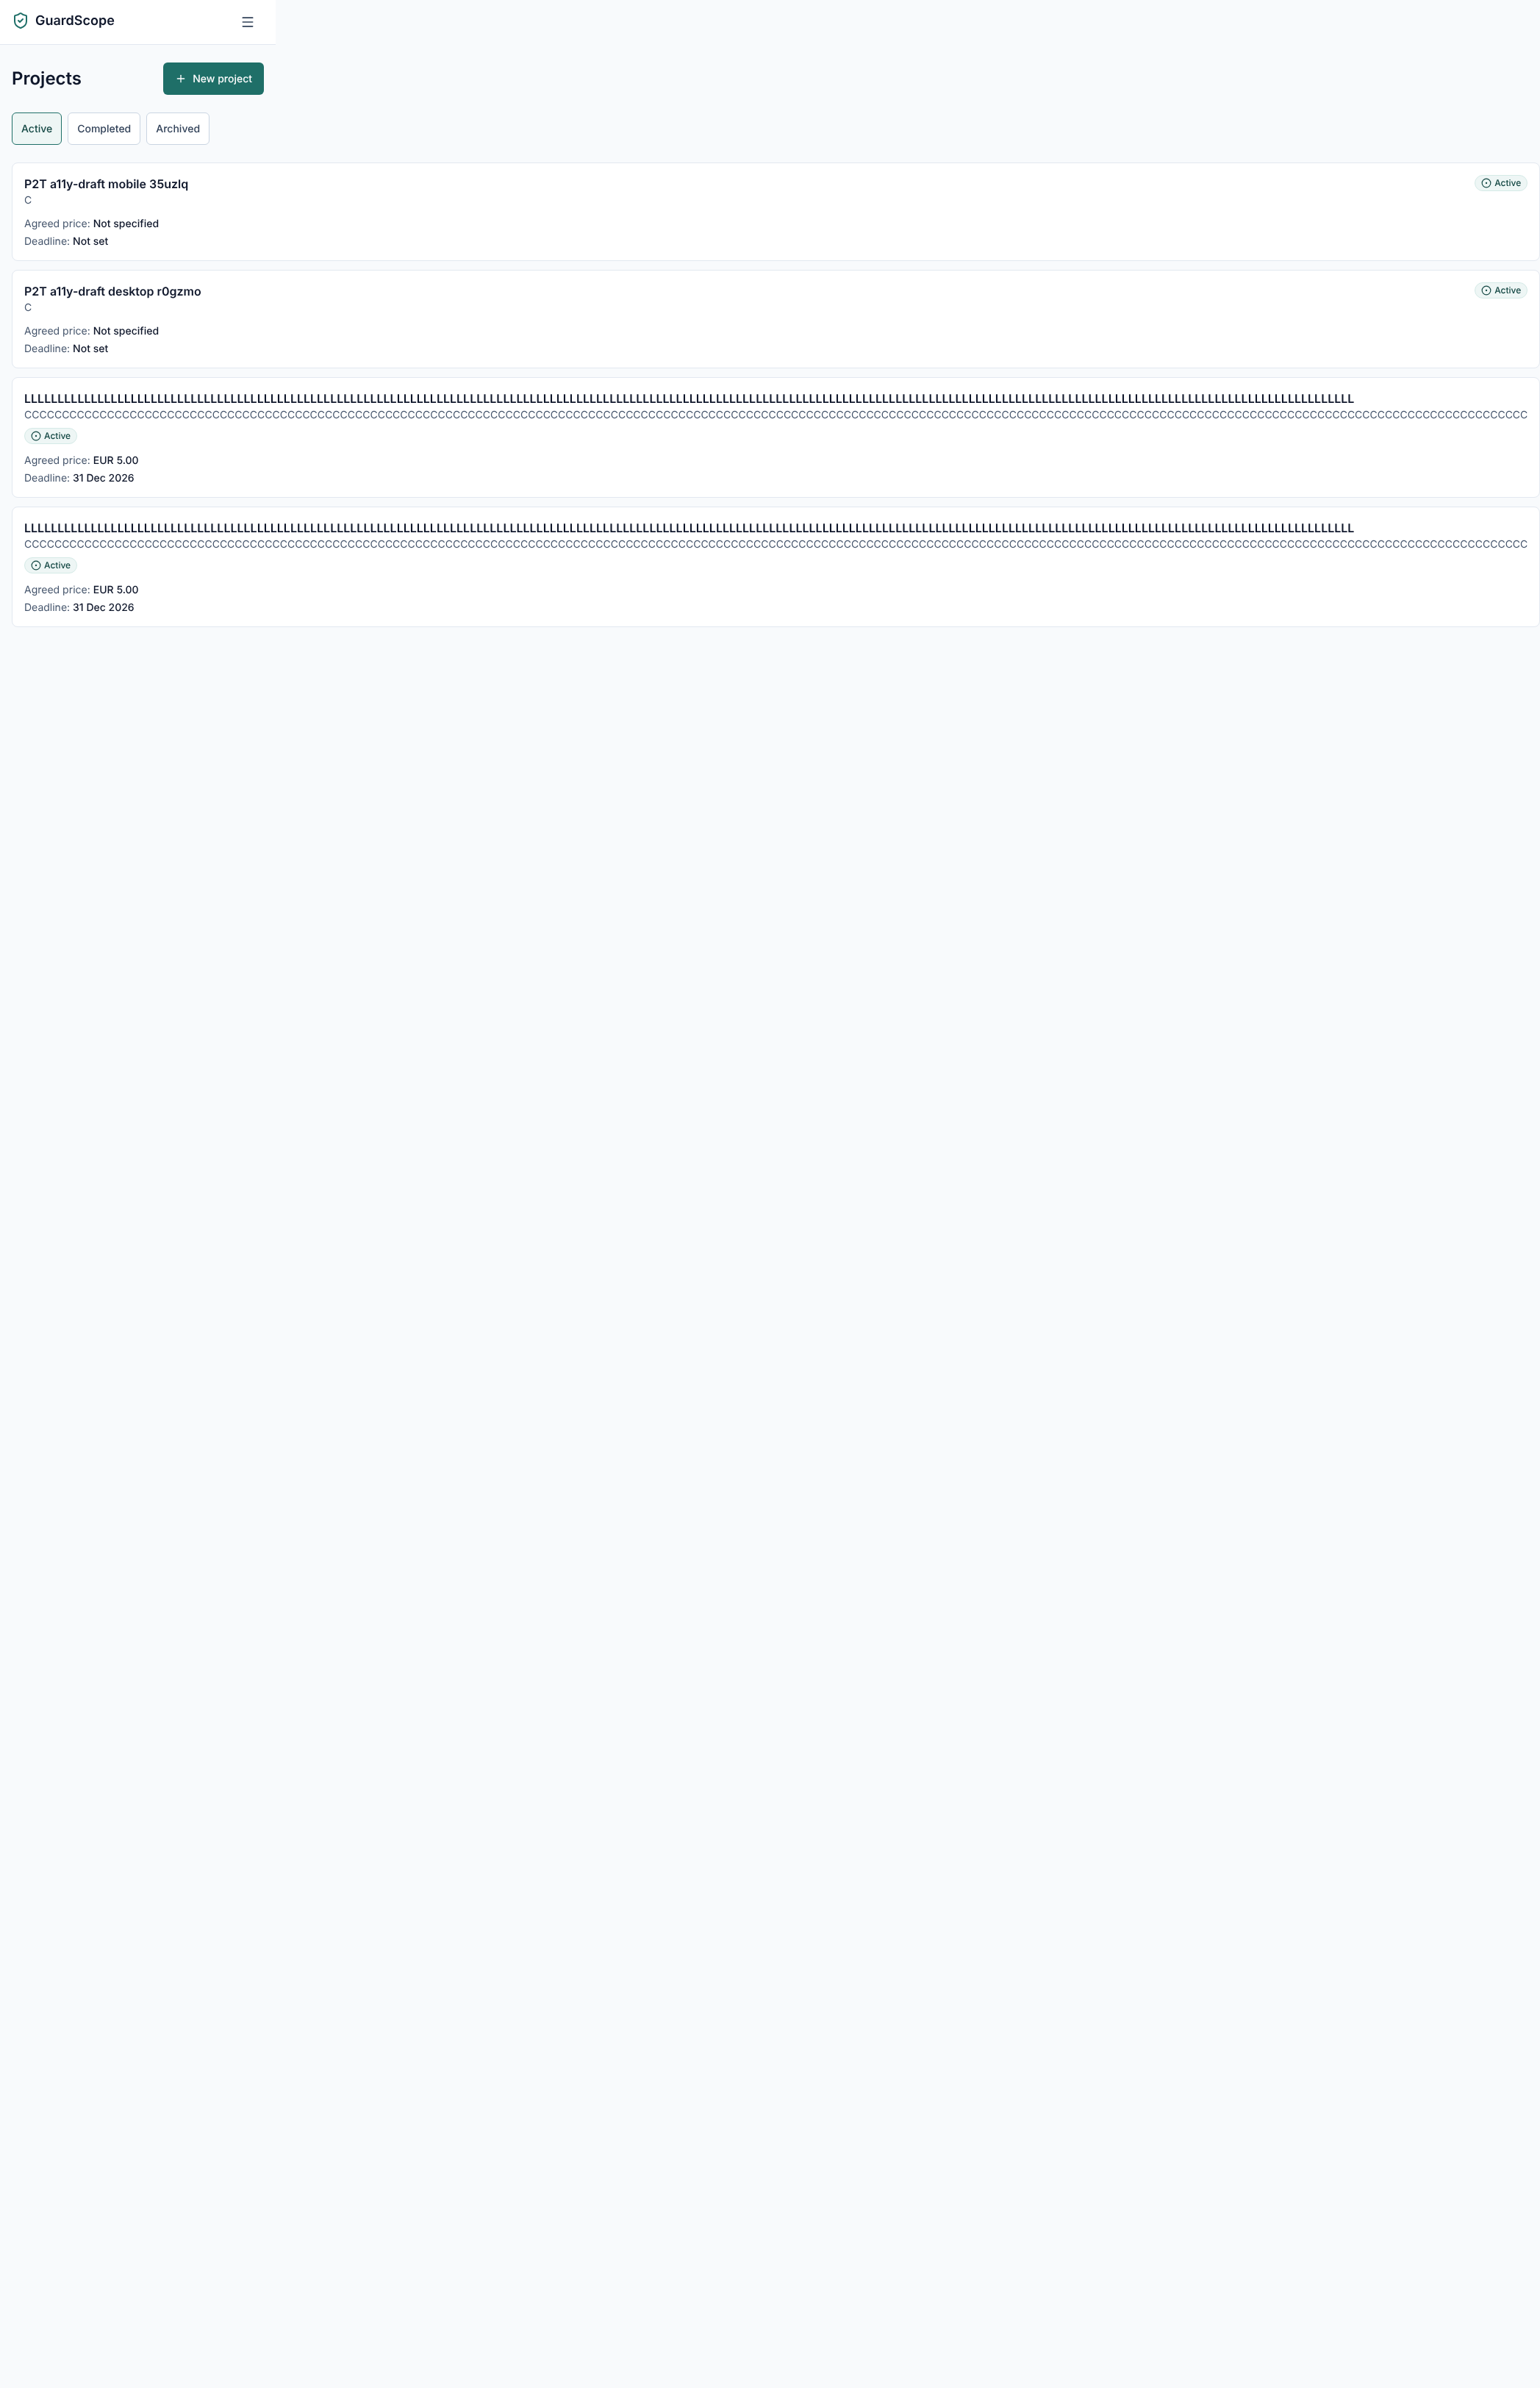 GuardScope
Projects
New project
Active
Completed
Archived
P2T a11y-draft mobile 35uzlq
Active
C
Agreed price: Not specified
Deadline: Not set
P2T a11y-draft desktop r0gzmo
Active
C
Agreed price: Not specified
Deadline: Not set
Active
Agreed price: EUR 5.00
Deadline: 31 Dec 2026
Active
Agreed price: EUR 5.00
Deadline: 31 Dec 2026